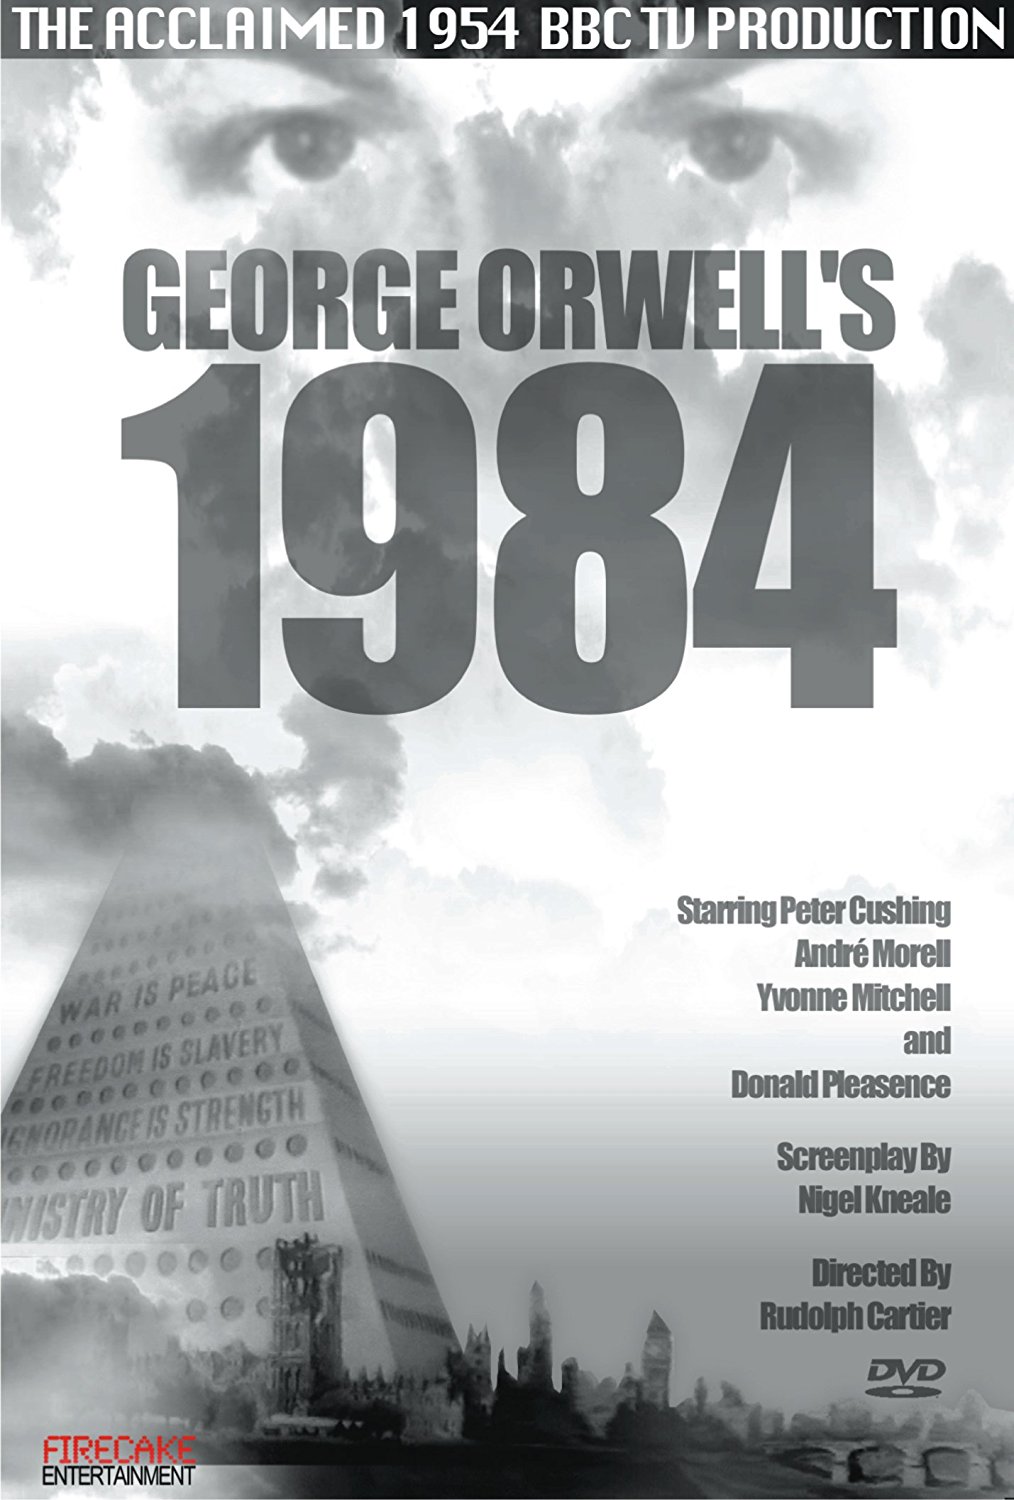 THE ACCLAIMED 1954 BBC TV PRODUCTION
GEORGE ORWELL'S
1984
Starring Peter Cushing
André Morell
Yvonne Mitchell
and
Donald Pleasence
Screenplay By
Nigel Kneale
Directed By
Rudolph Cartier
DVD
WAR IS PEACE
FREEDOM IS SLAVERY
IGNORANCE IS STRENGTH
NISTRY OF TRUTH
FIRECAKE
ENTERTAINMENT